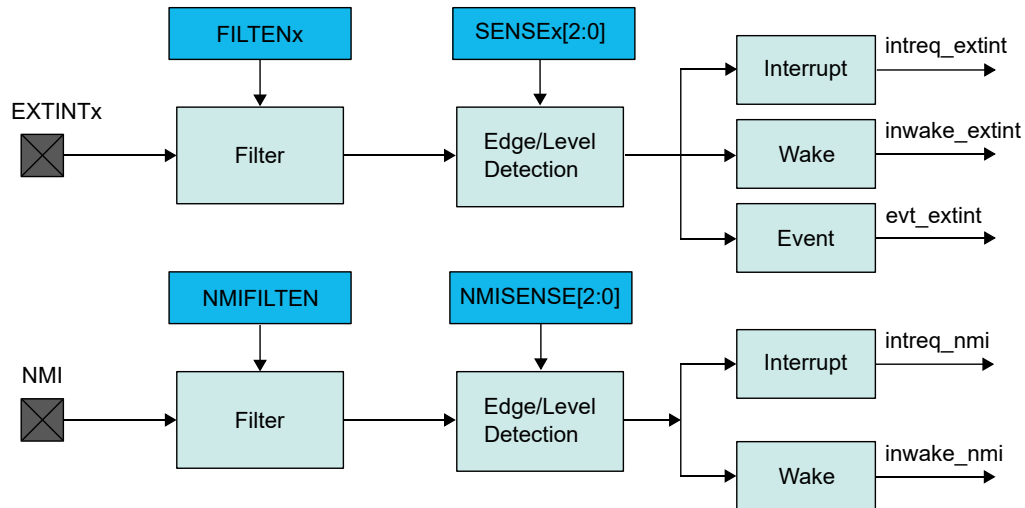 FILTENx
SENSEx[2:0]
EXTINTx
Filter
Edge/Level
Detection
Interrupt
intreq_extint
Wake
inwake_extint
Event
evt_extint
NMIFILTEN
NMISENSE[2:0]
NMI
Filter
Edge/Level
Detection
Interrupt
intreq_nmi
Wake
inwake_nmi